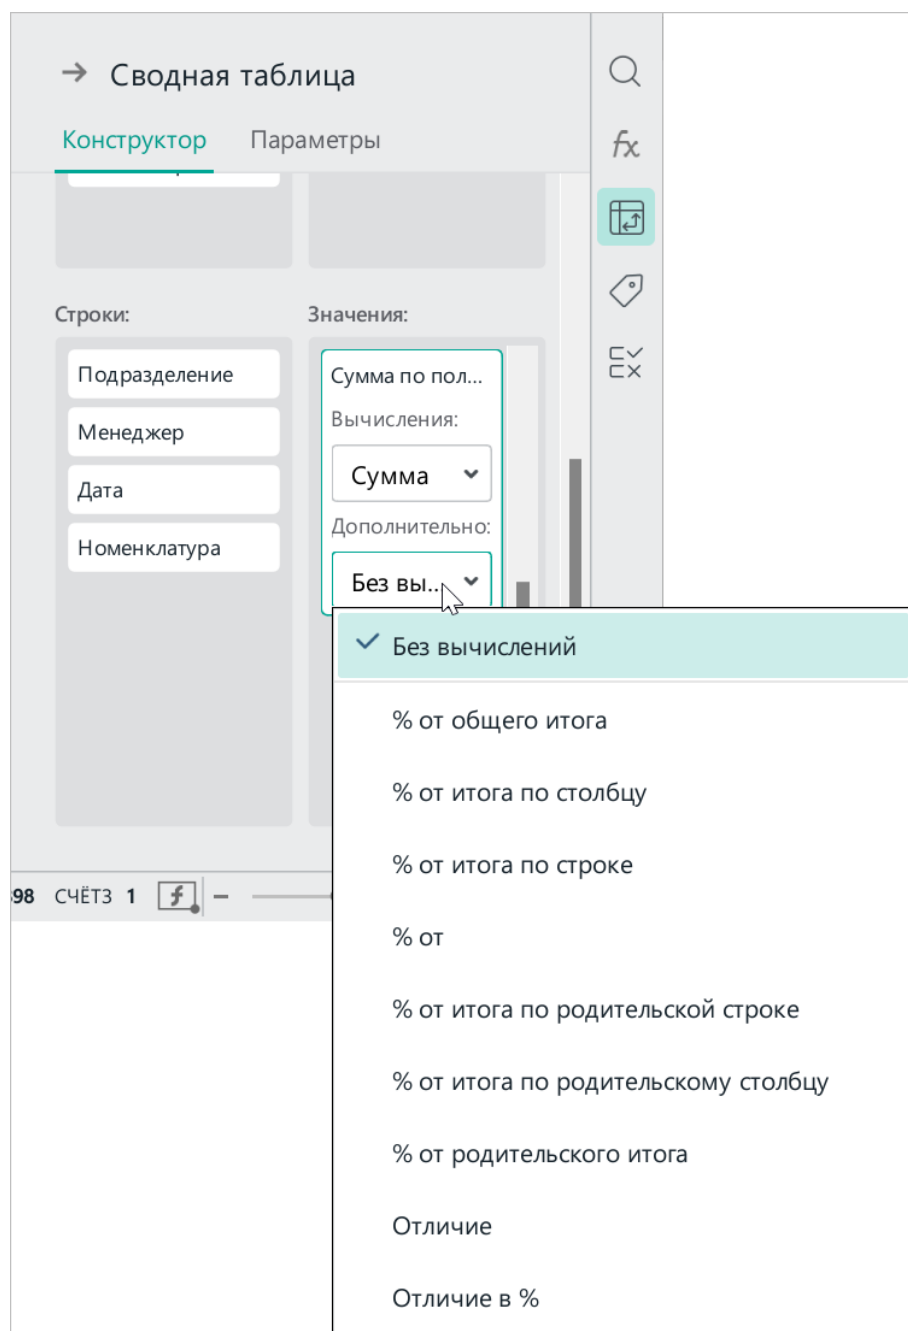 Сводная таблица
Конструктор Параметры
Строки: Значения:
Подразделение
Менеджер
Дата
Номенклатура
Сумма по пол...
Вычисления:
Сумма
Дополнительно:
Без вы...
Без вычислений
% от общего итога
% от итога по столбцу
% от итога по строке
% от
% от итога по родительской строке
% от итога по родительскому столбцу
% от родительского итога
Отличие
Отличие в %
98 СЧЁТЗ 1